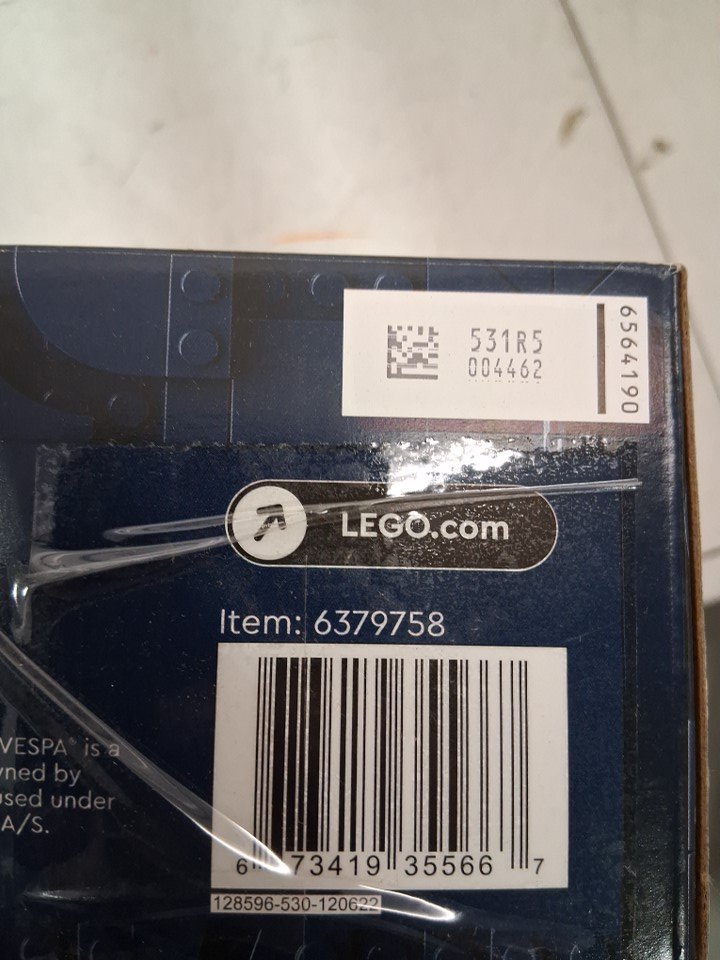 531R5
004462
6564190
LEGO.com
Item: 6379758
VESPA® is a
ned by
used under
A/S.
6 73419 35566 7
128596-530-120622